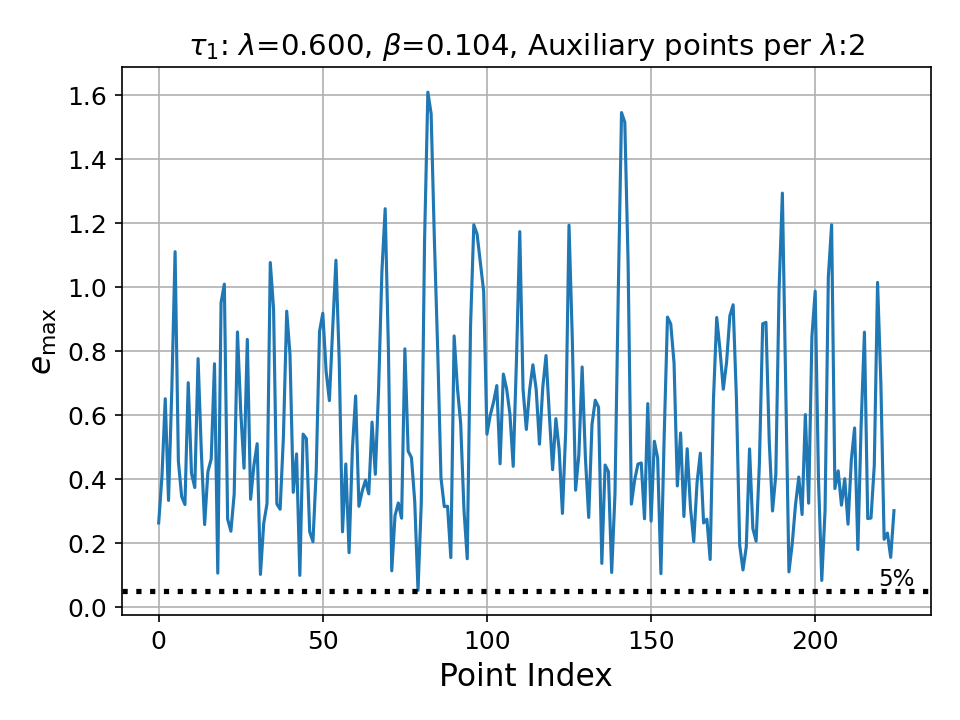 τ₁: λ=0.600, β=0.104, Auxiliary points per λ:2
e_max
1.6
1.4
1.2
1.0
0.8
0.6
0.4
0.2
0.0
5%
0 50 100 150 200
Point Index